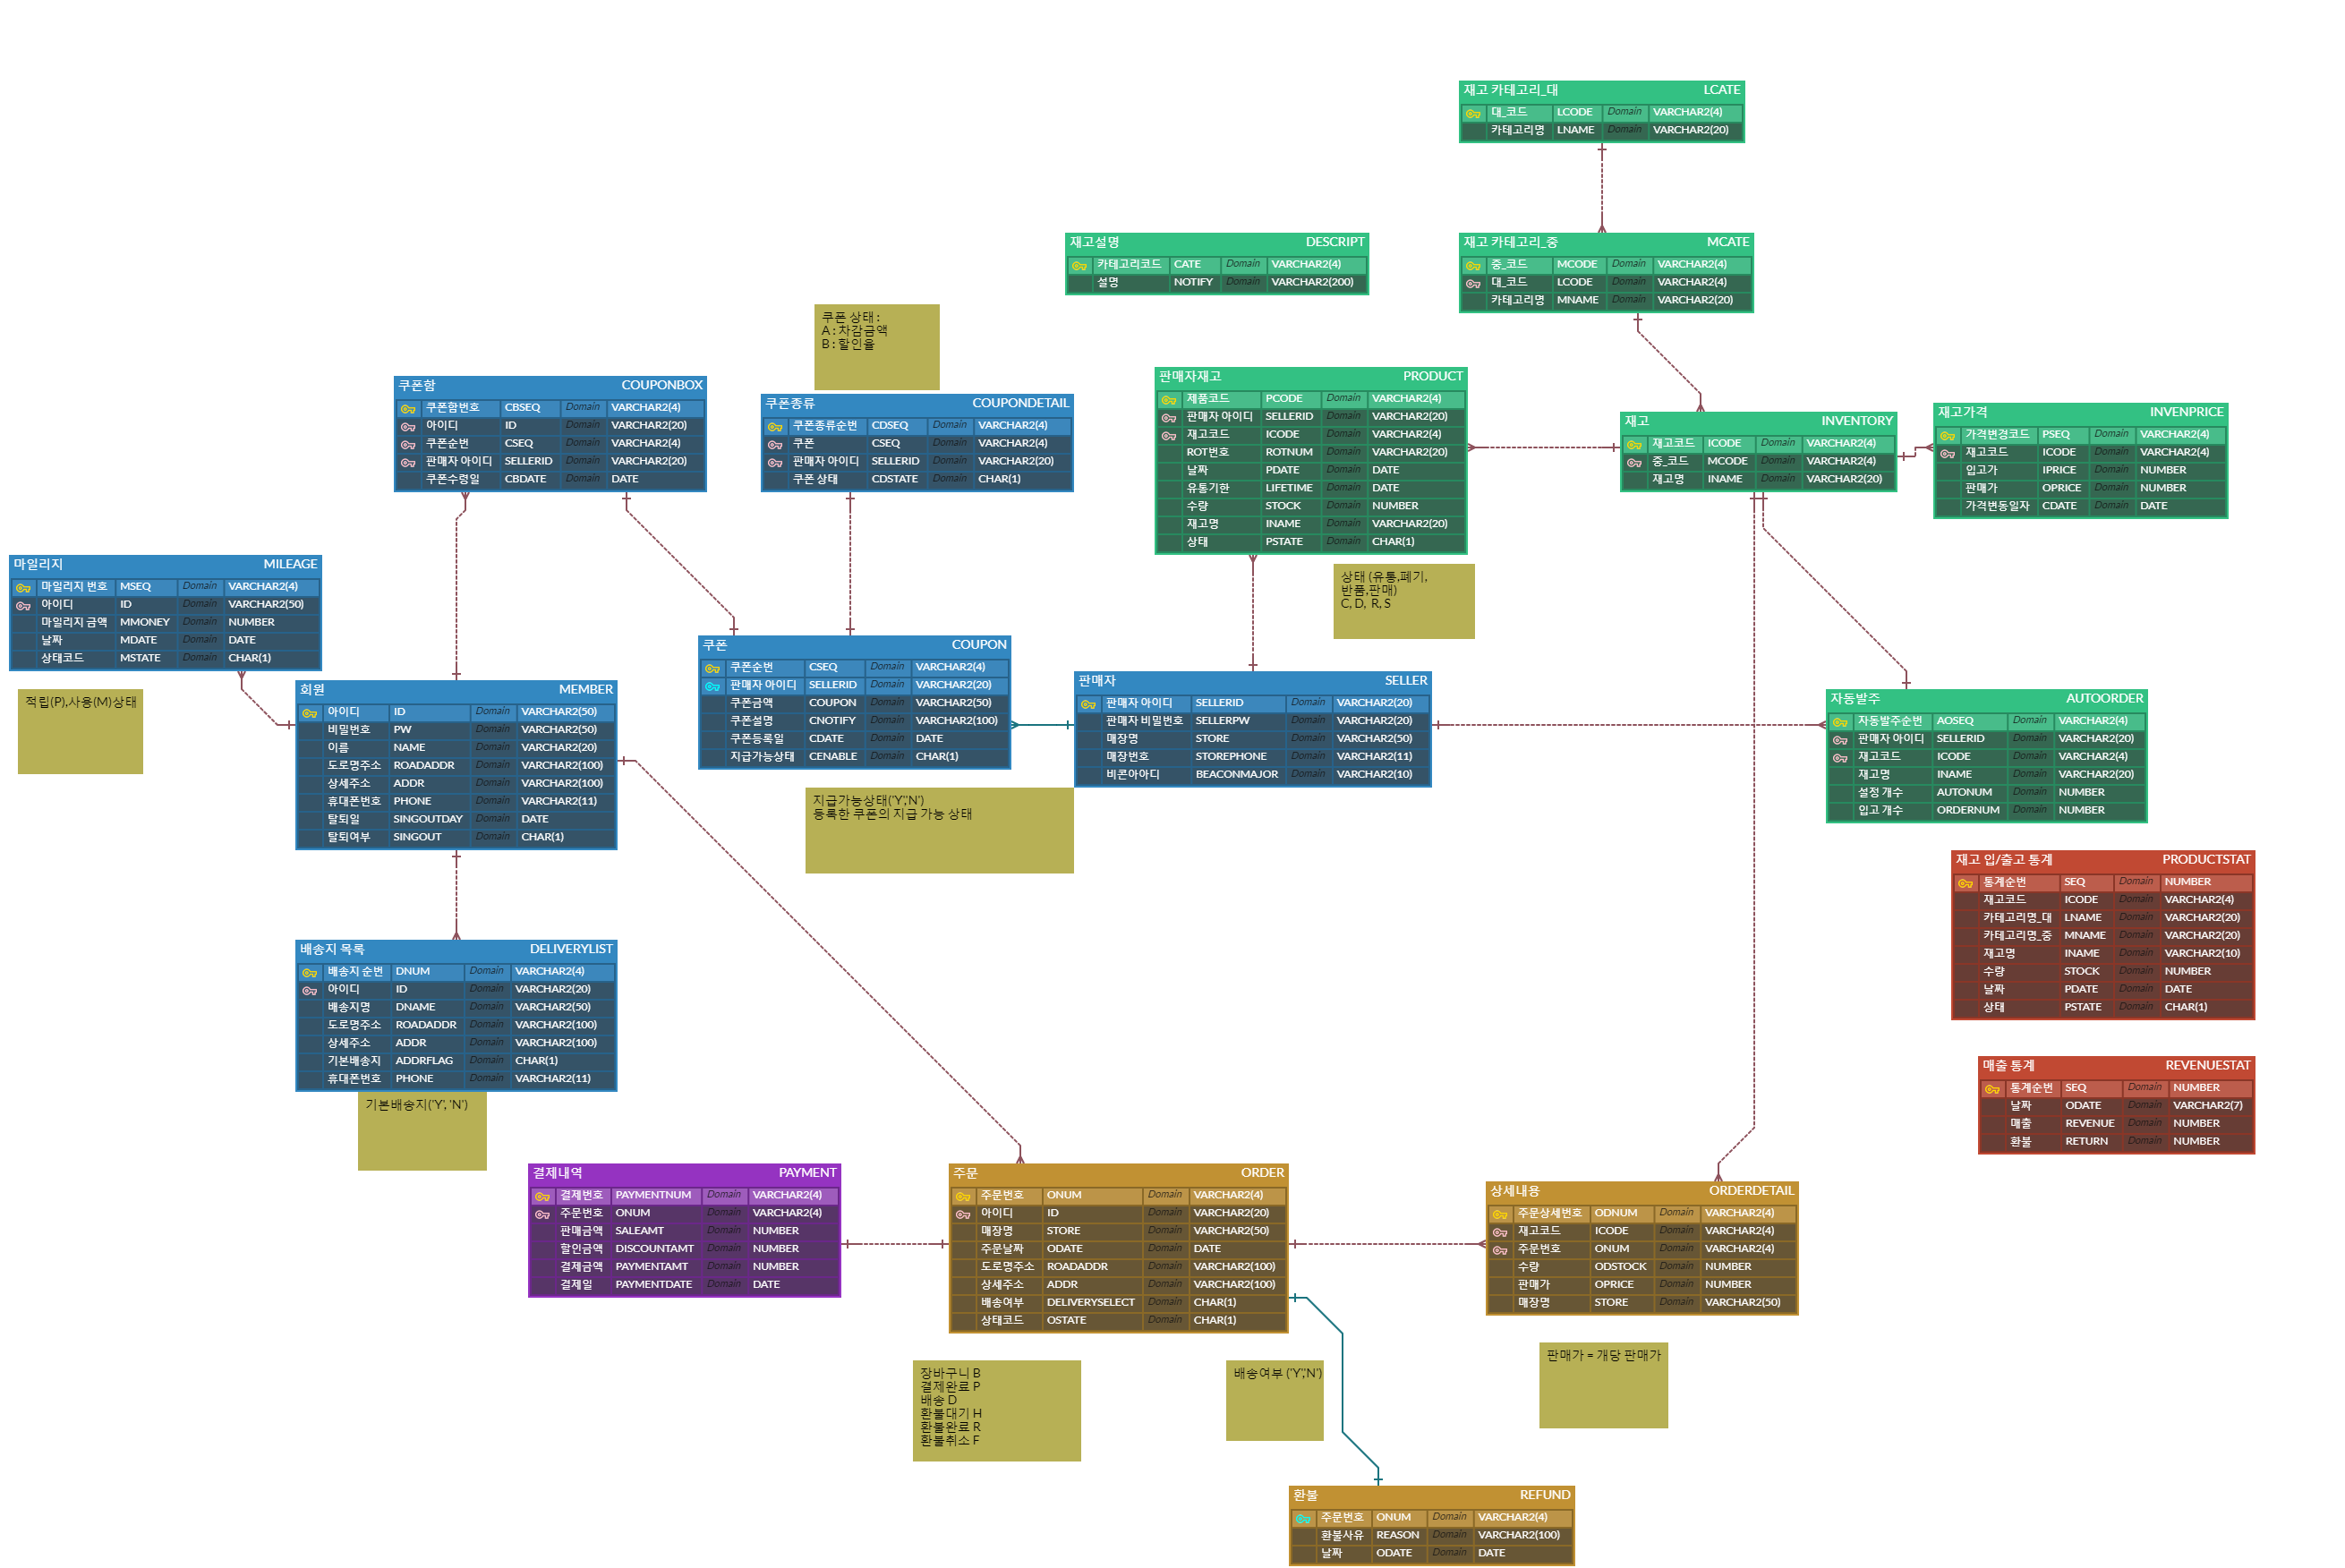 재고 카테고리_대 LCATE
대_코드 LCODE Domain VARCHAR2(4)
카테고리명 LNAME Domain VARCHAR2(20)
재고설명 DESCRIPT
카테고리코드 CATE Domain VARCHAR2(4)
설명 NOTIFY Domain VARCHAR2(200)
재고 카테고리_중 MCATE
중_코드 MCODE Domain VARCHAR2(4)
대_코드 LCODE Domain VARCHAR2(4)
카테고리명 MNAME Domain VARCHAR2(20)
쿠폰 상태 :
A : 차감금액
B : 할인율
쿠폰함 COUPONBOX
쿠폰함번호 CBSEQ Domain VARCHAR2(4)
아이디 ID Domain VARCHAR2(20)
쿠폰순번 CSEQ Domain VARCHAR2(4)
판매자 아이디 SELLERID Domain VARCHAR2(20)
쿠폰수령일 CBDATE Domain DATE
쿠폰종류 COUPONDETAIL
쿠폰종류순번 CDSEQ Domain VARCHAR2(4)
쿠폰 CSEQ Domain VARCHAR2(4)
판매자 아이디 SELLERID Domain VARCHAR2(20)
쿠폰 상태 CDSTATE Domain CHAR(1)
판매자재고 PRODUCT
제품코드 PCODE Domain VARCHAR2(4)
판매자 아이디 SELLERID Domain VARCHAR2(20)
재고코드 ICODE Domain VARCHAR2(4)
ROT번호 ROTNUM Domain VARCHAR2(20)
날짜 PDATE Domain DATE
유통기한 LIFETIME Domain DATE
수량 STOCK Domain NUMBER
재고명 INAME Domain VARCHAR2(20)
상태 PSTATE Domain CHAR(1)
재고 INVENTORY
재고코드 ICODE Domain VARCHAR2(4)
중_코드 MCODE Domain VARCHAR2(4)
재고명 INAME Domain VARCHAR2(20)
재고가격 INVENPRICE
가격변경코드 PSEQ Domain VARCHAR2(4)
재고코드 ICODE Domain VARCHAR2(4)
입고가 IPRICE Domain NUMBER
판매가 OPRICE Domain NUMBER
가격변동일자 CDATE Domain DATE
상태 (유통,폐기,
반품,판매)
C, D, R, S
마일리지 MILEAGE
마일리지 번호 MSEQ Domain VARCHAR2(4)
아이디 ID Domain VARCHAR2(50)
마일리지 금액 MMONEY Domain NUMBER
날짜 MDATE Domain DATE
상태코드 MSTATE Domain CHAR(1)
적립(P),사용(M)상태
회원 MEMBER
아이디 ID Domain VARCHAR2(50)
비밀번호 PW Domain VARCHAR2(50)
이름 NAME Domain VARCHAR2(20)
도로명주소 ROADADDR Domain VARCHAR2(100)
상세주소 ADDR Domain VARCHAR2(100)
휴대폰번호 PHONE Domain VARCHAR2(11)
탈퇴일 SINGOUTDAY Domain DATE
탈퇴여부 SINGOUT Domain CHAR(1)
쿠폰 COUPON
쿠폰순번 CSEQ Domain VARCHAR2(4)
판매자 아이디 SELLERID Domain VARCHAR2(20)
쿠폰금액 COUPON Domain VARCHAR2(50)
쿠폰설명 CNOTIFY Domain VARCHAR2(100)
쿠폰등록일 CDATE Domain DATE
지급가능상태 CENABLE Domain CHAR(1)
지급가능상태('Y','N')
등록한 쿠폰의 지급 가능 상태
판매자 SELLER
판매자 아이디 SELLERID Domain VARCHAR2(20)
판매자 비밀번호 SELLERPW Domain VARCHAR2(20)
매장명 STORE Domain VARCHAR2(50)
매장번호 STOREPHONE Domain VARCHAR2(11)
비콘아아디 BEACONMAJOR Domain VARCHAR2(10)
자동발주 AUTOORDER
자동발주순번 AOSEQ Domain VARCHAR2(4)
판매자 아이디 SELLERID Domain VARCHAR2(20)
재고코드 ICODE Domain VARCHAR2(4)
재고명 INAME Domain VARCHAR2(20)
설정 개수 AUTONUM Domain NUMBER
입고 개수 ORDERNUM Domain NUMBER
재고 입/출고 통계 PRODUCTSTAT
통계순번 SEQ Domain NUMBER
재고코드 ICODE Domain VARCHAR2(4)
카테고리명_대 LNAME Domain VARCHAR2(20)
카테고리명_중 MNAME Domain VARCHAR2(20)
재고명 INAME Domain VARCHAR2(10)
수량 STOCK Domain NUMBER
날짜 PDATE Domain DATE
상태 PSTATE Domain CHAR(1)
배송지 목록 DELIVERYLIST
배송지 순번 DNUM Domain VARCHAR2(4)
아이디 ID Domain VARCHAR2(20)
배송지명 DNAME Domain VARCHAR2(50)
도로명주소 ROADADDR Domain VARCHAR2(100)
상세주소 ADDR Domain VARCHAR2(100)
기본배송지 ADDRFLAG Domain CHAR(1)
휴대폰번호 PHONE Domain VARCHAR2(11)
기본배송지('Y', 'N')
매출 통계 REVENUESTAT
통계순번 SEQ Domain NUMBER
날짜 ODATE Domain VARCHAR2(7)
매출 REVENUE Domain NUMBER
환불 RETURN Domain NUMBER
결제내역 PAYMENT
결제번호 PAYMENTNUM Domain VARCHAR2(4)
주문번호 ONUM Domain VARCHAR2(4)
판매금액 SALEAMT Domain NUMBER
할인금액 DISCOUNTAMT Domain NUMBER
결제금액 PAYMENTAMT Domain NUMBER
결제일 PAYMENTDATE Domain DATE
주문 ORDER
주문번호 ONUM Domain VARCHAR2(4)
아이디 ID Domain VARCHAR2(20)
매장명 STORE Domain VARCHAR2(50)
주문날짜 ODATE Domain DATE
도로명주소 ROADADDR Domain VARCHAR2(100)
상세주소 ADDR Domain VARCHAR2(100)
배송여부 DELIVERYSELECT Domain CHAR(1)
상태코드 OSTATE Domain CHAR(1)
상세내용 ORDERDETAIL
주문상세번호 ODNUM Domain VARCHAR2(4)
재고코드 ICODE Domain VARCHAR2(4)
주문번호 ONUM Domain VARCHAR2(4)
수량 ODSTOCK Domain NUMBER
판매가 OPRICE Domain NUMBER
매장명 STORE Domain VARCHAR2(50)
장바구니 B
결제완료 P
배송 D
환불대기 H
환불완료 R
환불취소 F
배송여부 ('Y','N')
판매가 = 개당 판매가
환불 REFUND
주문번호 ONUM Domain VARCHAR2(4)
환불사유 REASON Domain VARCHAR2(100)
날짜 ODATE Domain DATE